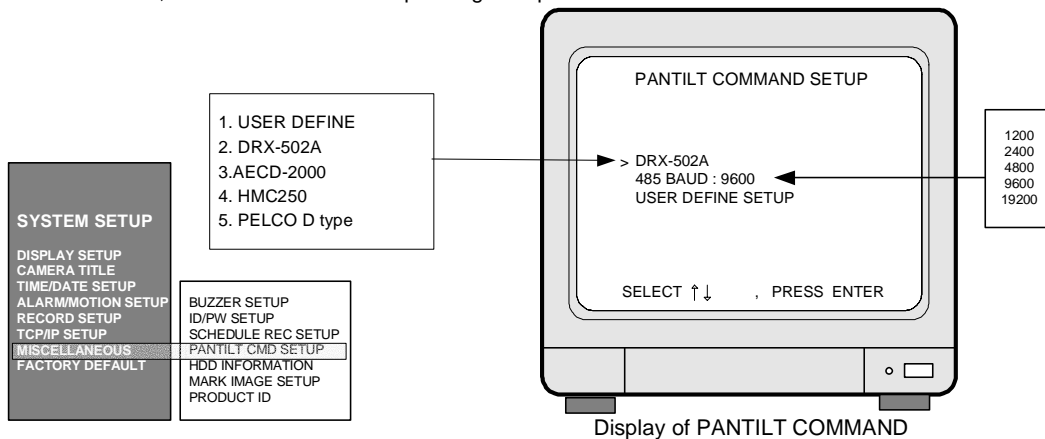 PANTILT COMMAND SETUP
1. USER DEFINE
2. DRX-502A
3.AECD-2000
4. HMC250
5. PELCO D type
> DRX-502A
485 BAUD : 9600
USER DEFINE SETUP
1200
2400
4800
9600
19200
SYSTEM SETUP
DISPLAY SETUP
CAMERA TITLE
TIME/DATE SETUP
ALARM/MOTION SETUP
RECORD SETUP
TCP/IP SETUP
MISCELLANEOUS
FACTORY DEFAULT
BUZZER SETUP
ID/PW SETUP
SCHEDULE REC SETUP
PANTILT CMD SETUP
HDD INFORMATION
MARK IMAGE SETUP
PRODUCT ID
SELECT ↑↓ , PRESS ENTER
Display of PANTILT COMMAND